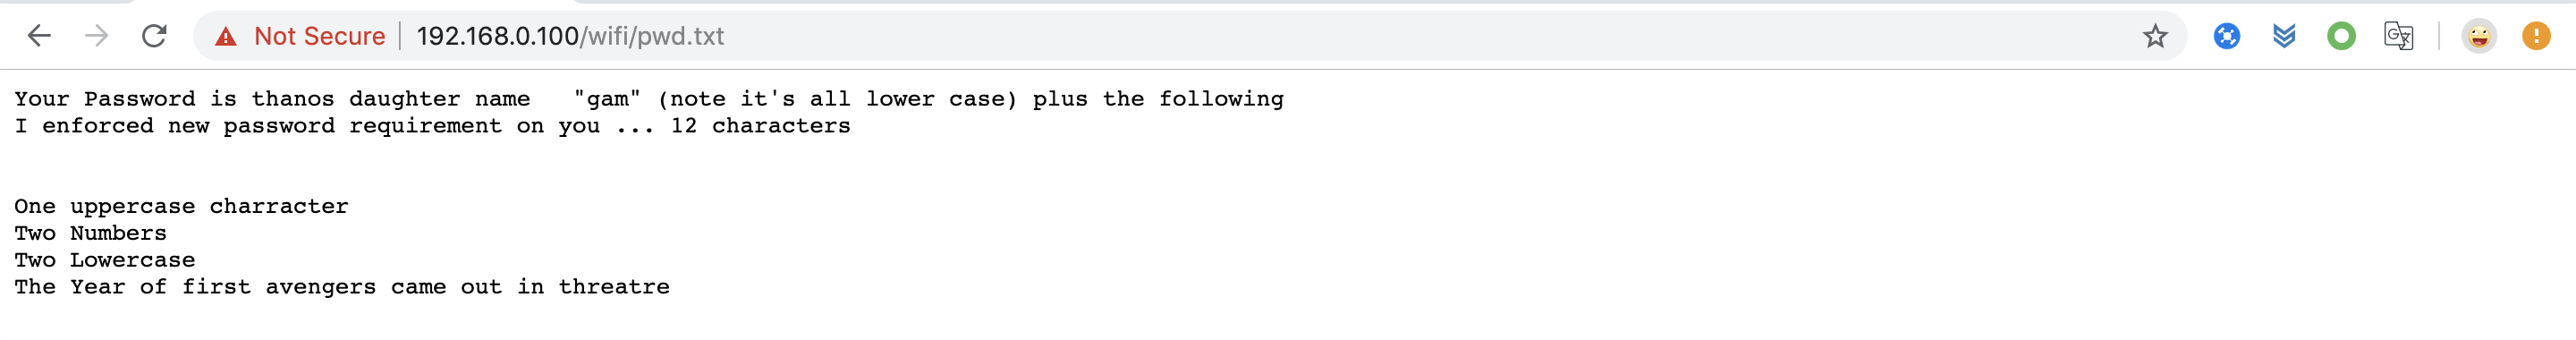 Not Secure 192.168.0.100/wifi/pwd.txt
Your Password is thanos daughter name "gam" (note it's all lower case) plus the following
I enforced new password requirement on you ... 12 characters
One uppercase charracter
Two Numbers
Two Lowercase
The Year of first avengers came out in threatre